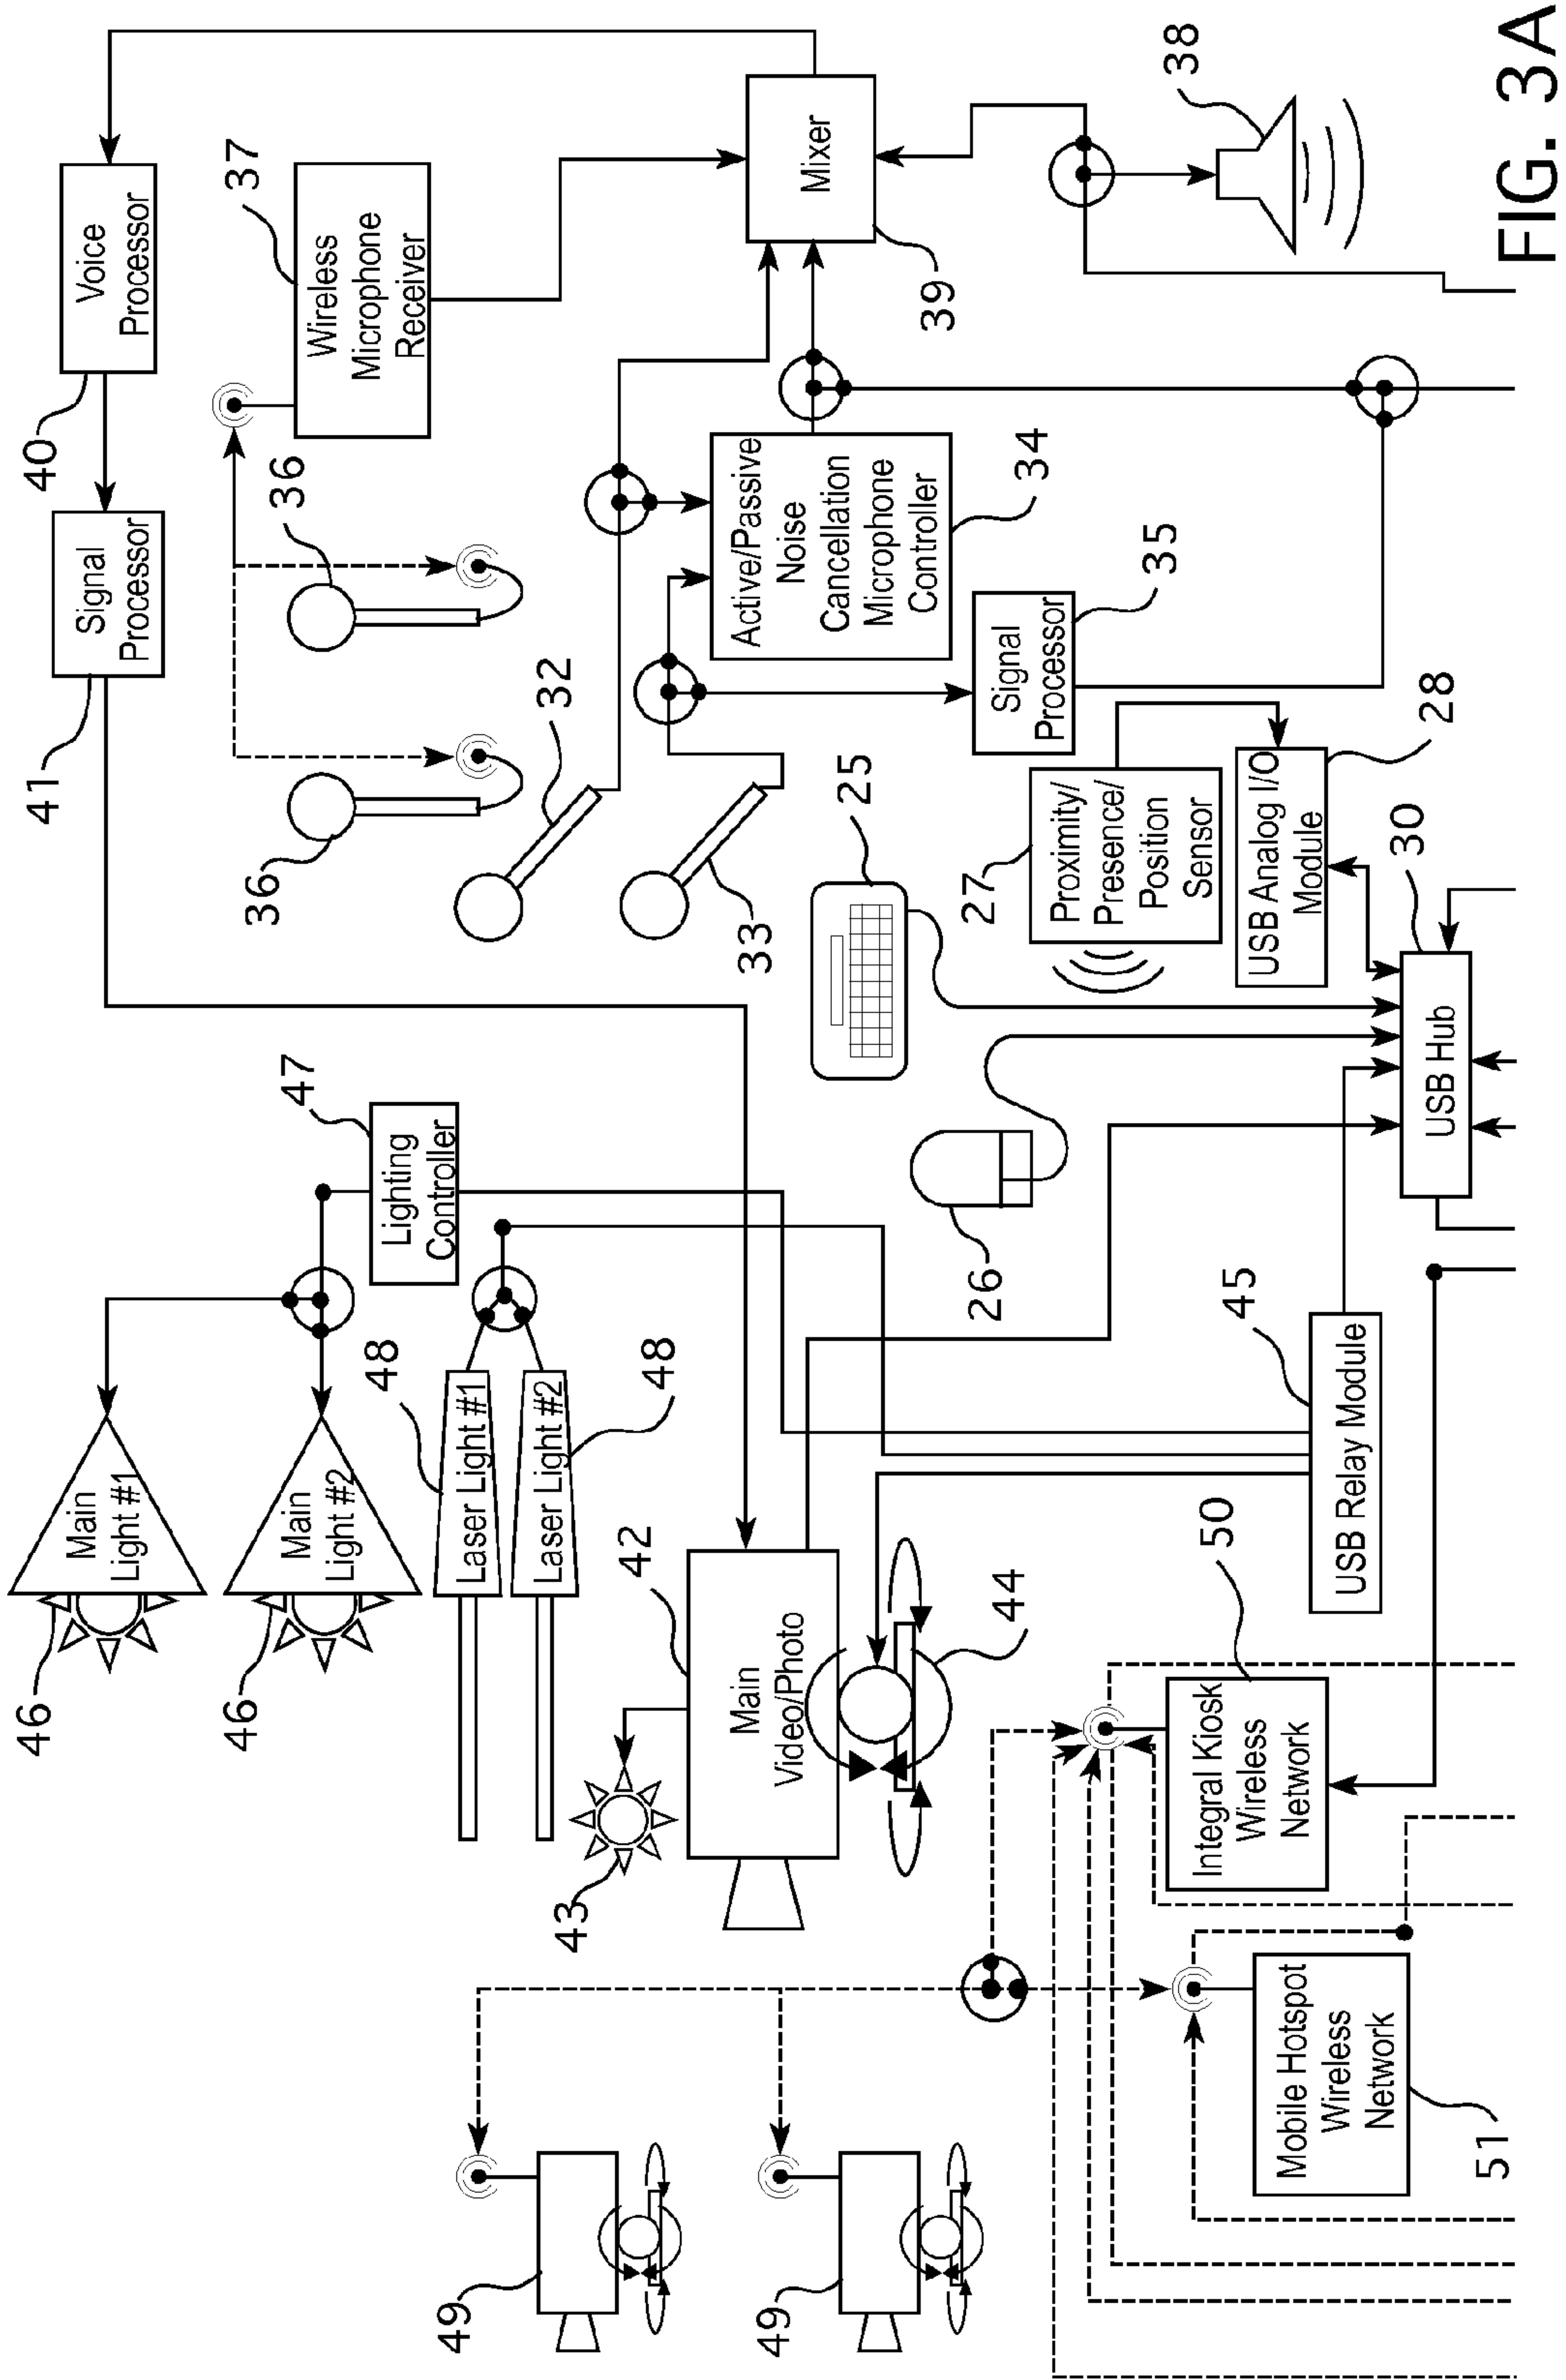 46
Main
Light #1
46
Main
Light #2
47
Lighting
Controller
48
Laser Light #1
Laser Light #2
48
41
Signal
Processor
40
Voice
Processor
37
Wireless
Microphone
Receiver
36
36
32
33
Active/Passive
Noise
Cancellation
Microphone
Controller
34
Mixer
39
38
43
42
Main
Video/Photo
44
49
49
25
26
27
Proximity/
Presence/
Position
Sensor
Signal
Processor
35
USB Analog I/O
Module
28
30
USB Hub
45
USB Relay Module
50
Integral Kiosk
Wireless
Network
Mobile Hotspot
Wireless
Network
51
FIG. 3A